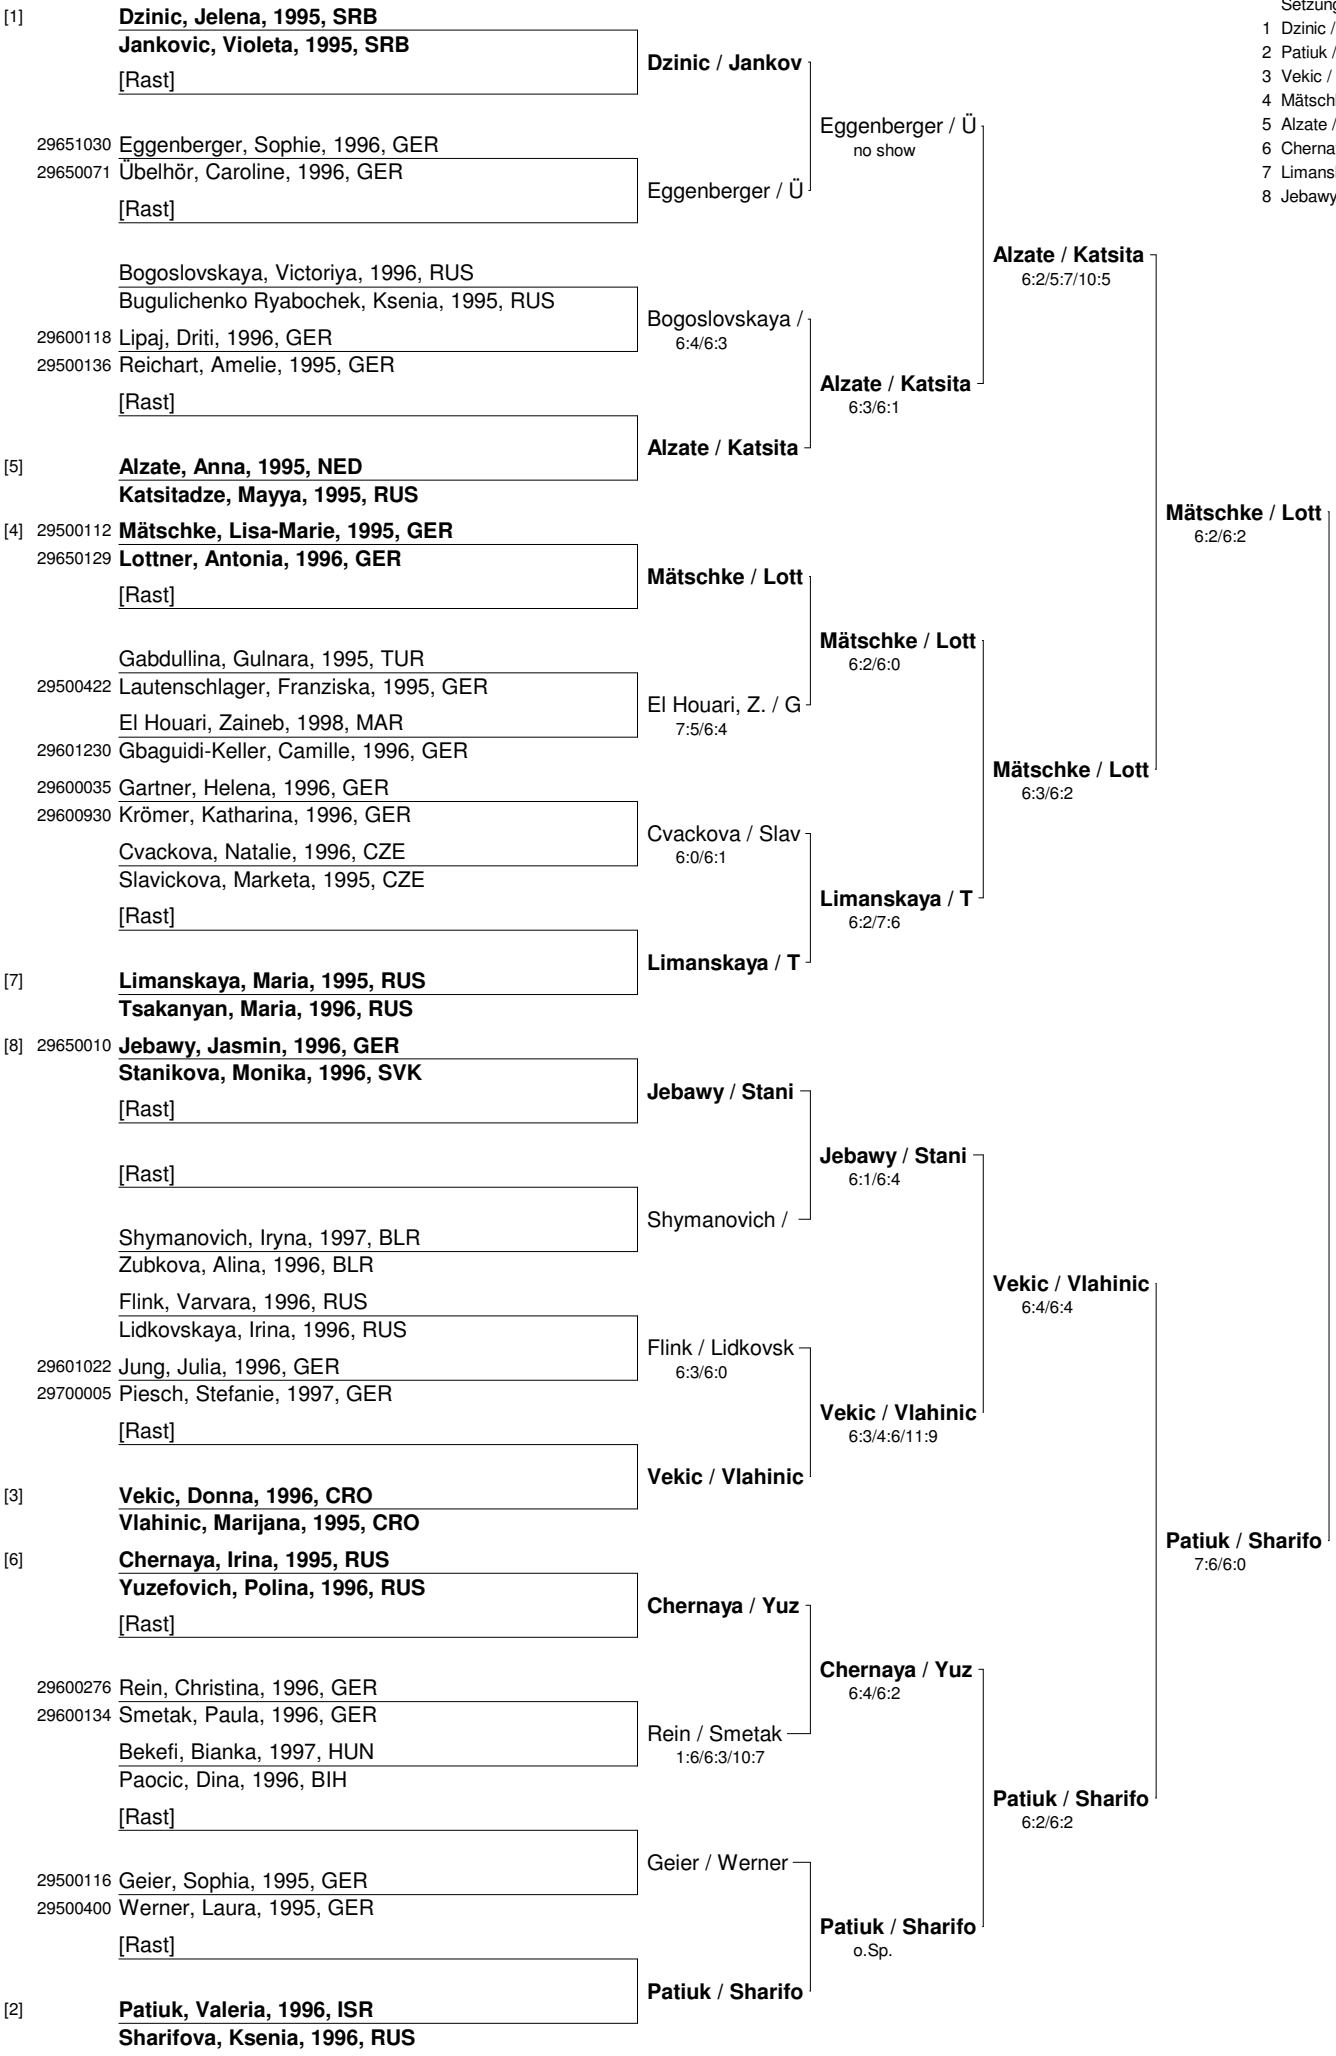 Setzung
1 Dzinic /
2 Patiuk /
3 Vekic /
4 Mätsch
5 Alzate /
6 Cherna
7 Limans
8 Jebawy
[1] Dzinic, Jelena, 1995, SRB
Jankovic, Violeta, 1995, SRB
[Rast]
29651030 Eggenberger, Sophie, 1996, GER
29650071 Übelhör, Caroline, 1996, GER
[Rast]
Bogoslovskaya, Victoriya, 1996, RUS
Bugulichenko Ryabochek, Ksenia, 1995, RUS
29600118 Lipaj, Driti, 1996, GER
29500136 Reichart, Amelie, 1995, GER
[Rast]
[5] Alzate, Anna, 1995, NED
Katsitadze, Mayya, 1995, RUS
[4] 29500112 Mätschke, Lisa-Marie, 1995, GER
29650129 Lottner, Antonia, 1996, GER
[Rast]
Gabdullina, Gulnara, 1995, TUR
29500422 Lautenschlager, Franziska, 1995, GER
El Houari, Zaineb, 1998, MAR
29601230 Gbaguidi-Keller, Camille, 1996, GER
29600035 Gartner, Helena, 1996, GER
29600930 Krömer, Katharina, 1996, GER
Cvackova, Natalie, 1996, CZE
Slavickova, Marketa, 1995, CZE
[Rast]
[7] Limanskaya, Maria, 1995, RUS
Tsakanyan, Maria, 1996, RUS
[8] 29650010 Jebawy, Jasmin, 1996, GER
Stanikova, Monika, 1996, SVK
[Rast]
[Rast]
Shymanovich, Iryna, 1997, BLR
Zubkova, Alina, 1996, BLR
Flink, Varvara, 1996, RUS
Lidkovskaya, Irina, 1996, RUS
29601022 Jung, Julia, 1996, GER
29700005 Piesch, Stefanie, 1997, GER
[Rast]
[3] Vekic, Donna, 1996, CRO
Vlahinic, Marijana, 1995, CRO
[6] Chernaya, Irina, 1995, RUS
Yuzefovich, Polina, 1996, RUS
[Rast]
29600276 Rein, Christina, 1996, GER
29600134 Smetak, Paula, 1996, GER
Bekefi, Bianka, 1997, HUN
Paocic, Dina, 1996, BIH
[Rast]
29500116 Geier, Sophia, 1995, GER
29500400 Werner, Laura, 1995, GER
[Rast]
[2] Patiuk, Valeria, 1996, ISR
Sharifova, Ksenia, 1996, RUS
Dzinic / Jankov
Eggenberger / Ü
Bogoslovskaya /
6:4/6:3
Alzate / Katsita
Mätschke / Lott
El Houari, Z. / G
7:5/6:4
Cvackova / Slav
6:0/6:1
Limanskaya / T
Jebawy / Stani
Shymanovich /
Flink / Lidkovsk
6:3/6:0
Vekic / Vlahinic
Chernaya / Yuz
Rein / Smetak
1:6/6:3/10:7
Geier / Werner
Patiuk / Sharifo
Eggenberger / Ü
no show
Alzate / Katsita
6:3/6:1
Mätschke / Lott
6:2/6:0
Limanskaya / T
6:2/7:6
Jebawy / Stani
6:1/6:4
Vekic / Vlahinic
6:3/4:6/11:9
Chernaya / Yuz
6:4/6:2
Patiuk / Sharifo
o.Sp.
Alzate / Katsita
6:2/5:7/10:5
Mätschke / Lott
6:3/6:2
Vekic / Vlahinic
6:4/6:4
Patiuk / Sharifo
6:2/6:2
Mätschke / Lott
6:2/6:2
Patiuk / Sharifo
7:6/6:0